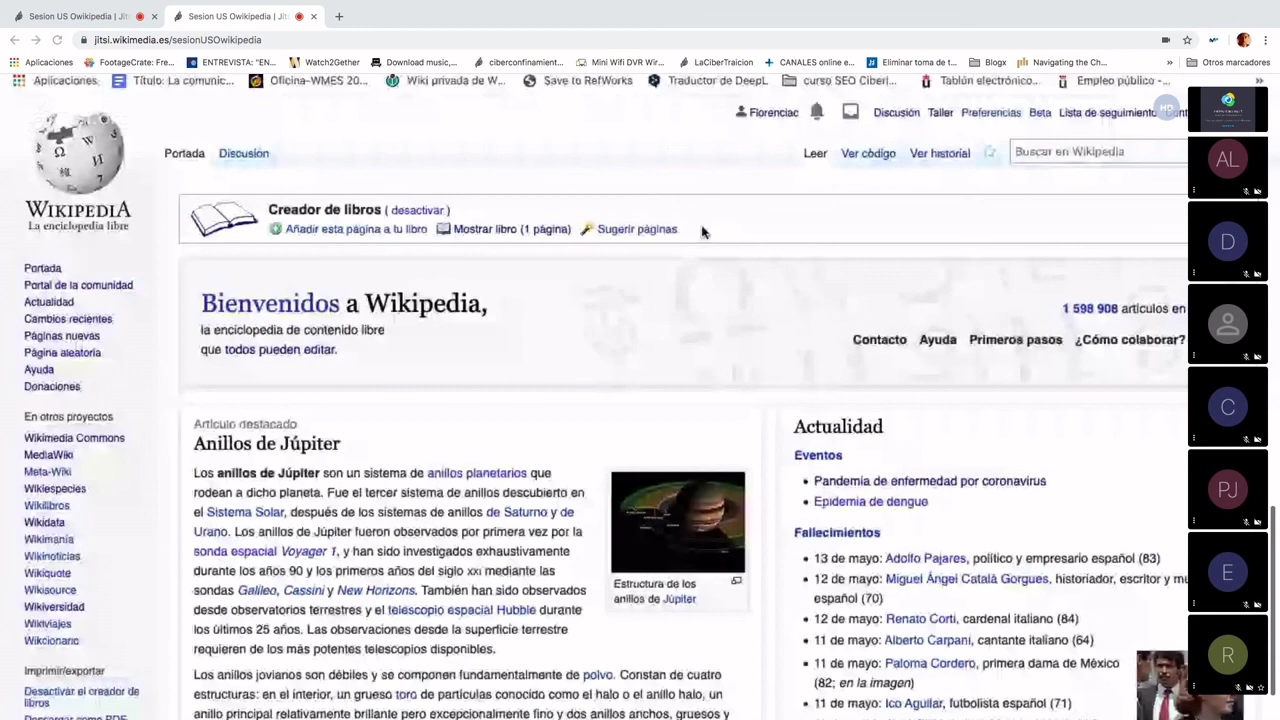 Sesion US Owikipedia | Jit
Sesion US Owikipedia | Jit
jitsi.wikimedia.es/sesionUSOwikipedia
Aplicaciones FootageCrate: Fre... ENTREVISTA: "EN... Watch2Gether Download music,... ciberconfinamien... Mini Wifi DVR Wir... LaCiberTraicion CANALES online e... Eliminar toma de t... Blogx Navigating the Ch... » Otros marcadores
Aplicaciones Título: La comunic... Oficina-WMES 20... Wiki privada de W... Save to RefWorks Traductor de DeepL curso SEO Ciberj... Tablón electrónico... Empleo público -... »
Florenciac Discusión Taller Preferencias Beta Lista de seguimiento
HD
Portada Discusión Leer Ver código Ver historial Buscar en Wikipedia
WIKIPEDIA
La enciclopedia libre
Creador de libros ( desactivar )
Añadir esta página a tu libro Mostrar libro (1 página) Sugerir páginas
Portada
Portal de la comunidad
Actualidad
Cambios recientes
Páginas nuevas
Página aleatoria
Ayuda
Donaciones
En otros proyectos
Wikimedia Commons
MediaWiki
Meta-Wiki
Wikiespecies
Wikilibros
Wikidata
Wikimanía
Wikinoticias
Wikiquote
Wikisource
Wikiversidad
Wikiviajes
Wikcionario
Imprimir/exportar
Desactivar el creador de
libros
Descargar como PDF
Bienvenidos a Wikipedia,
la enciclopedia de contenido libre
que todos pueden editar.
1 598 908 artículos en
Contacto Ayuda Primeros pasos ¿Cómo colaborar?
Artículo destacado
Anillos de Júpiter
Los anillos de Júpiter son un sistema de anillos planetarios que
rodean a dicho planeta. Fue el tercer sistema de anillos descubierto en
el Sistema Solar, después de los sistemas de anillos de Saturno y de
Urano. Los anillos de Júpiter fueron observados por primera vez por la
sonda espacial Voyager 1, y han sido investigados exhaustivamente
durante los años 90 y los primeros años del siglo XXI mediante las
sondas Galileo, Cassini y New Horizons. También han sido observados
desde observatorios terrestres y el telescopio espacial Hubble durante
los últimos 25 años. Las observaciones desde la superficie terrestre
requieren de los más potentes telescopios disponibles.
Los anillos jovianos son débiles y se componen fundamentalmente de polvo. Constan de cuatro
estructuras: en el interior, un grueso toro de partículas conocido como el halo o el anillo halo, un
anillo principal relativamente brillante pero excepcionalmente fino y dos anillos anchos, gruesos y
Estructura de los
anillos de Júpiter
Actualidad
Eventos
• Pandemia de enfermedad por coronavirus
• Epidemia de dengue
Fallecimientos
• 13 de mayo: Adolfo Pajares, político y empresario español (83)
• 12 de mayo: Miguel Ángel Catalá Gorgues, historiador, escritor y mu
español (70)
• 12 de mayo: Renato Corti, cardenal italiano (84)
• 11 de mayo: Alberto Carpani, cantante italiano (64)
• 11 de mayo: Paloma Cordero, primera dama de México
(82; en la imagen)
• 11 de mayo: Ico Aguilar, futbolista español (71)
AL
D
C
PJ
E
R